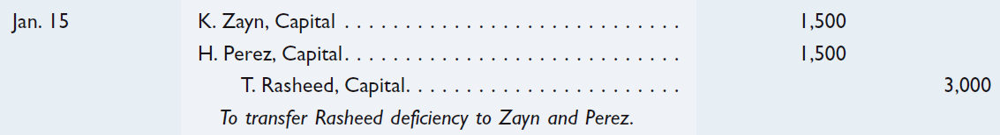 Jan. 15 K. Zayn, Capital . . . . . . . . . . . . . . . . . . . . . . . . . . . . 1,500
H. Perez, Capital. . . . . . . . . . . . . . . . . . . . . . . . . . . . 1,500
T. Rasheed, Capital. . . . . . . . . . . . . . . . . . . . . . . 3,000
To transfer Rasheed deficiency to Zayn and Perez.